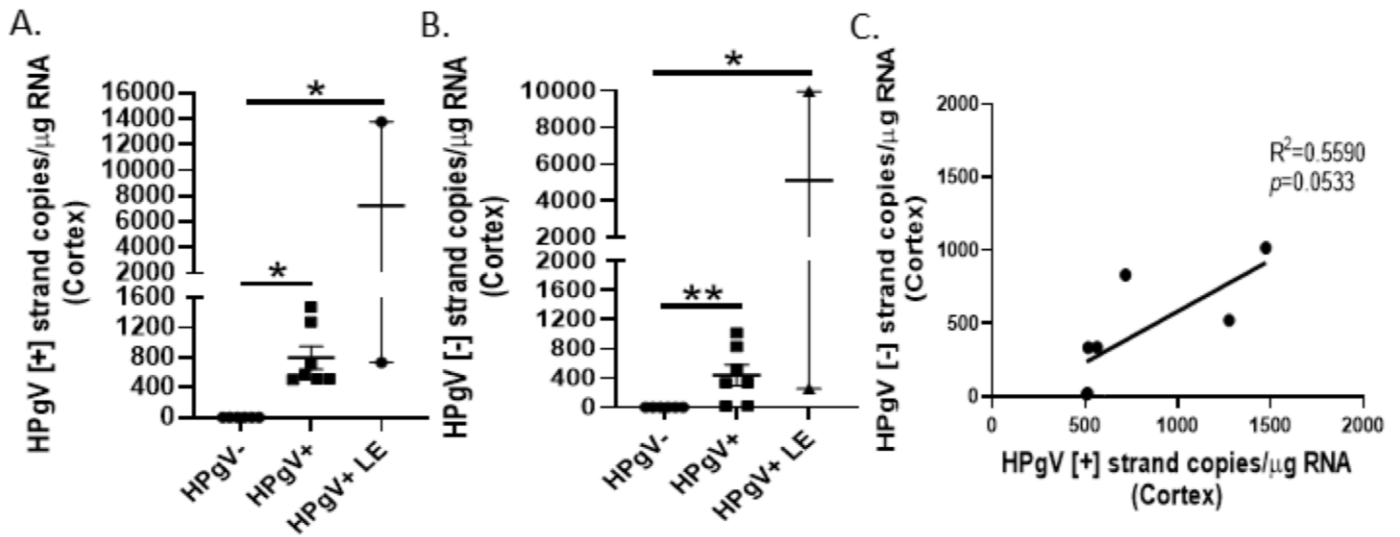 A.
HPgV [+] strand copies/µg RNA
(Cortex)
16000
14000
12000
10000
8000
6000
4000
2000
1600
1200
800
400
0
*
*
HPgV-
HPgV+
HPgV+ LE
B.
HPgV [-] strand copies/µg RNA
(Cortex)
10000
8000
6000
4000
2000
2000
1600
1200
800
400
0
*
**
HPgV-
HPgV+
HPgV+ LE
C.
HPgV [-] strand copies/µg RNA
(Cortex)
2000
1500
1000
500
0
R²=0.5590
p=0.0533
0
500
1000
1500
2000
HPgV [+] strand copies/µg RNA
(Cortex)